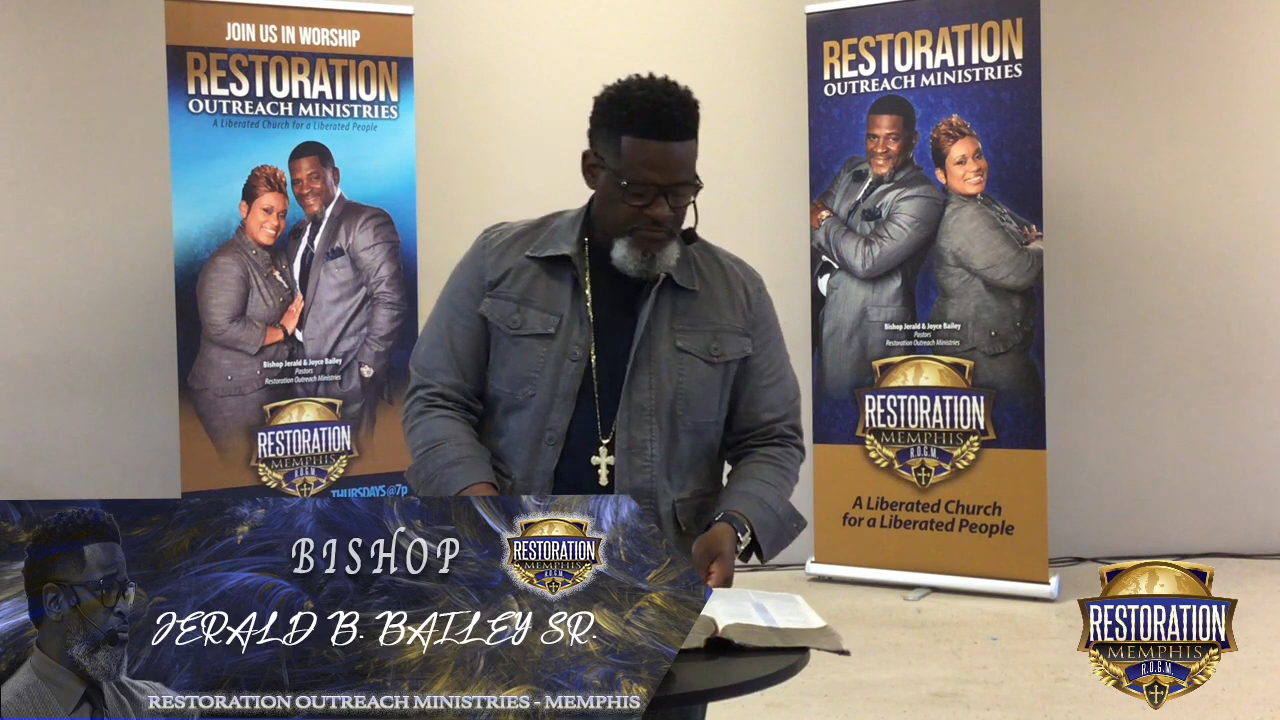 JOIN US IN WORSHIP
RESTORATION
OUTREACH MINISTRIES
A Liberated Church for a Liberated People
Bishop Jerald & Joyce Bailey
Pastors
Restoration Outreach Ministries
RESTORATION
MEMPHIS
R.O.G.M
THURSDAYS @7p
RESTORATION
OUTREACH MINISTRIES
Bishop Jerald & Joyce Bailey
Pastors
Restoration Outreach Ministries
RESTORATION
MEMPHIS
R.O.G.M
A Liberated Church
for a Liberated People
BISHOP
RESTORATION
MEMPHIS
R.O.G.M
JERALD B. BAILEY SR.
RESTORATION OUTREACH MINISTRIES - MEMPHIS
RESTORATION
MEMPHIS
R.O.G.M